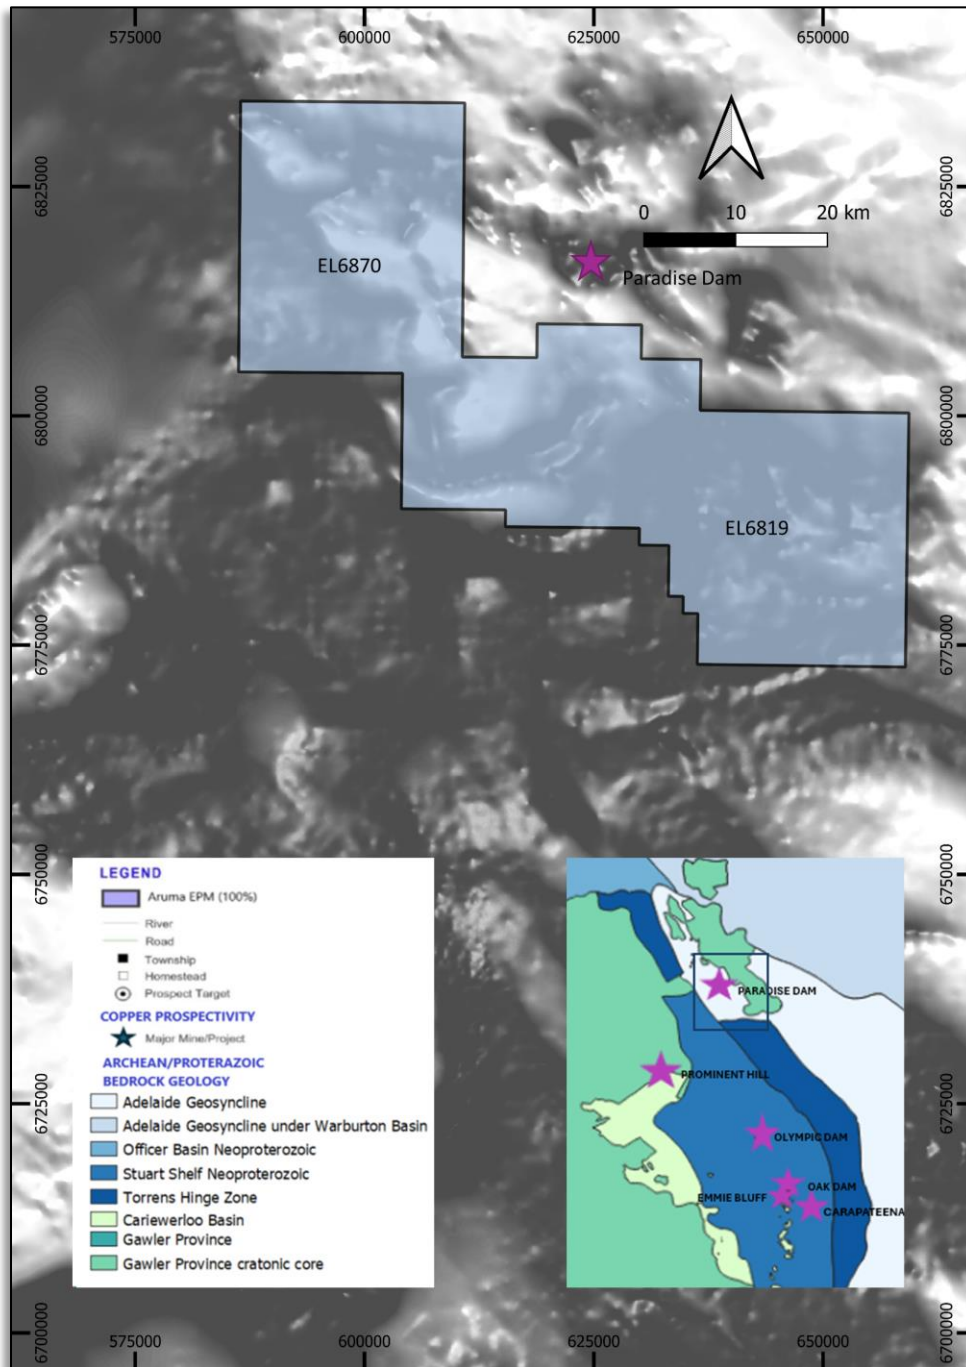 575000
600000
625000
650000
6825000
6825000
0
10
20 km
EL6870
Paradise Dam
6800000
6800000
EL6819
6775000
6775000
6750000
6750000
LEGEND
Aruma EPM (100%)
River
Road
Township
Homestead
Prospect Target
COPPER PROSPECTIVITY
Major Mine/Project
ARCHEAN/PROTERAZOIC
BEDROCK GEOLOGY
Adelaide Geosyncline
Adelaide Geosyncline under Warburton Basin
Officer Basin Neoproterozoic
Stuart Shelf Neoproterozoic
Torrens Hinge Zone
Cariewerloo Basin
Gawler Province
Gawler Province cratonic core
PARADISE DAM
PROMINENT HILL
OLYMPIC DAM
OAK DAM
EMMIE BLUFF
CARAPATEENA
6725000
6725000
6700000
6700000
575000
600000
625000
650000